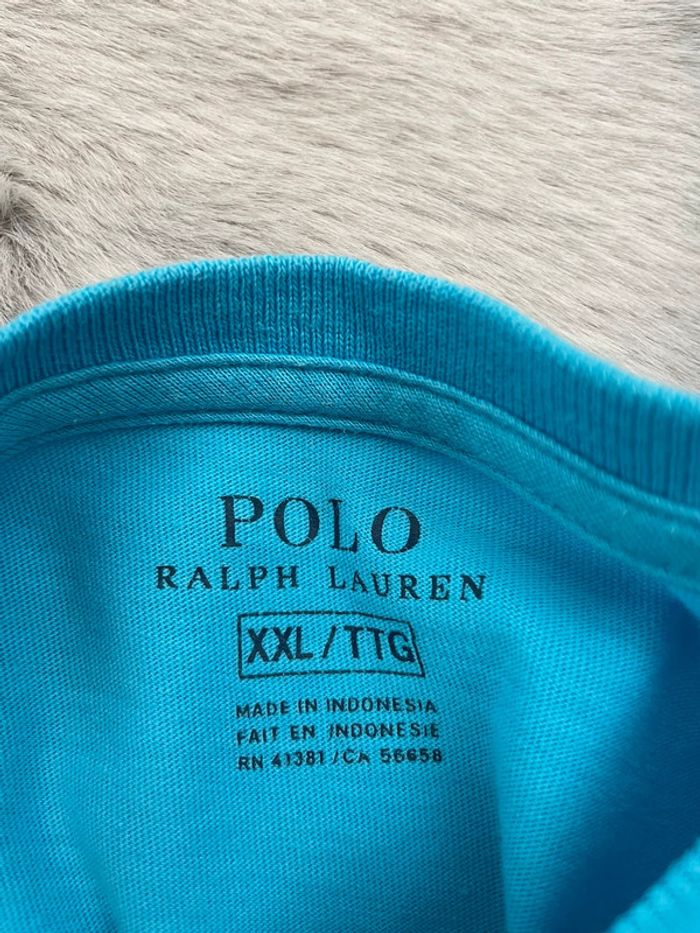 POLO
RALPH LAUREN
XXL/TTG
MADE IN INDONESIA
FAIT EN INDONESIE
RN 41381 / CA 56658